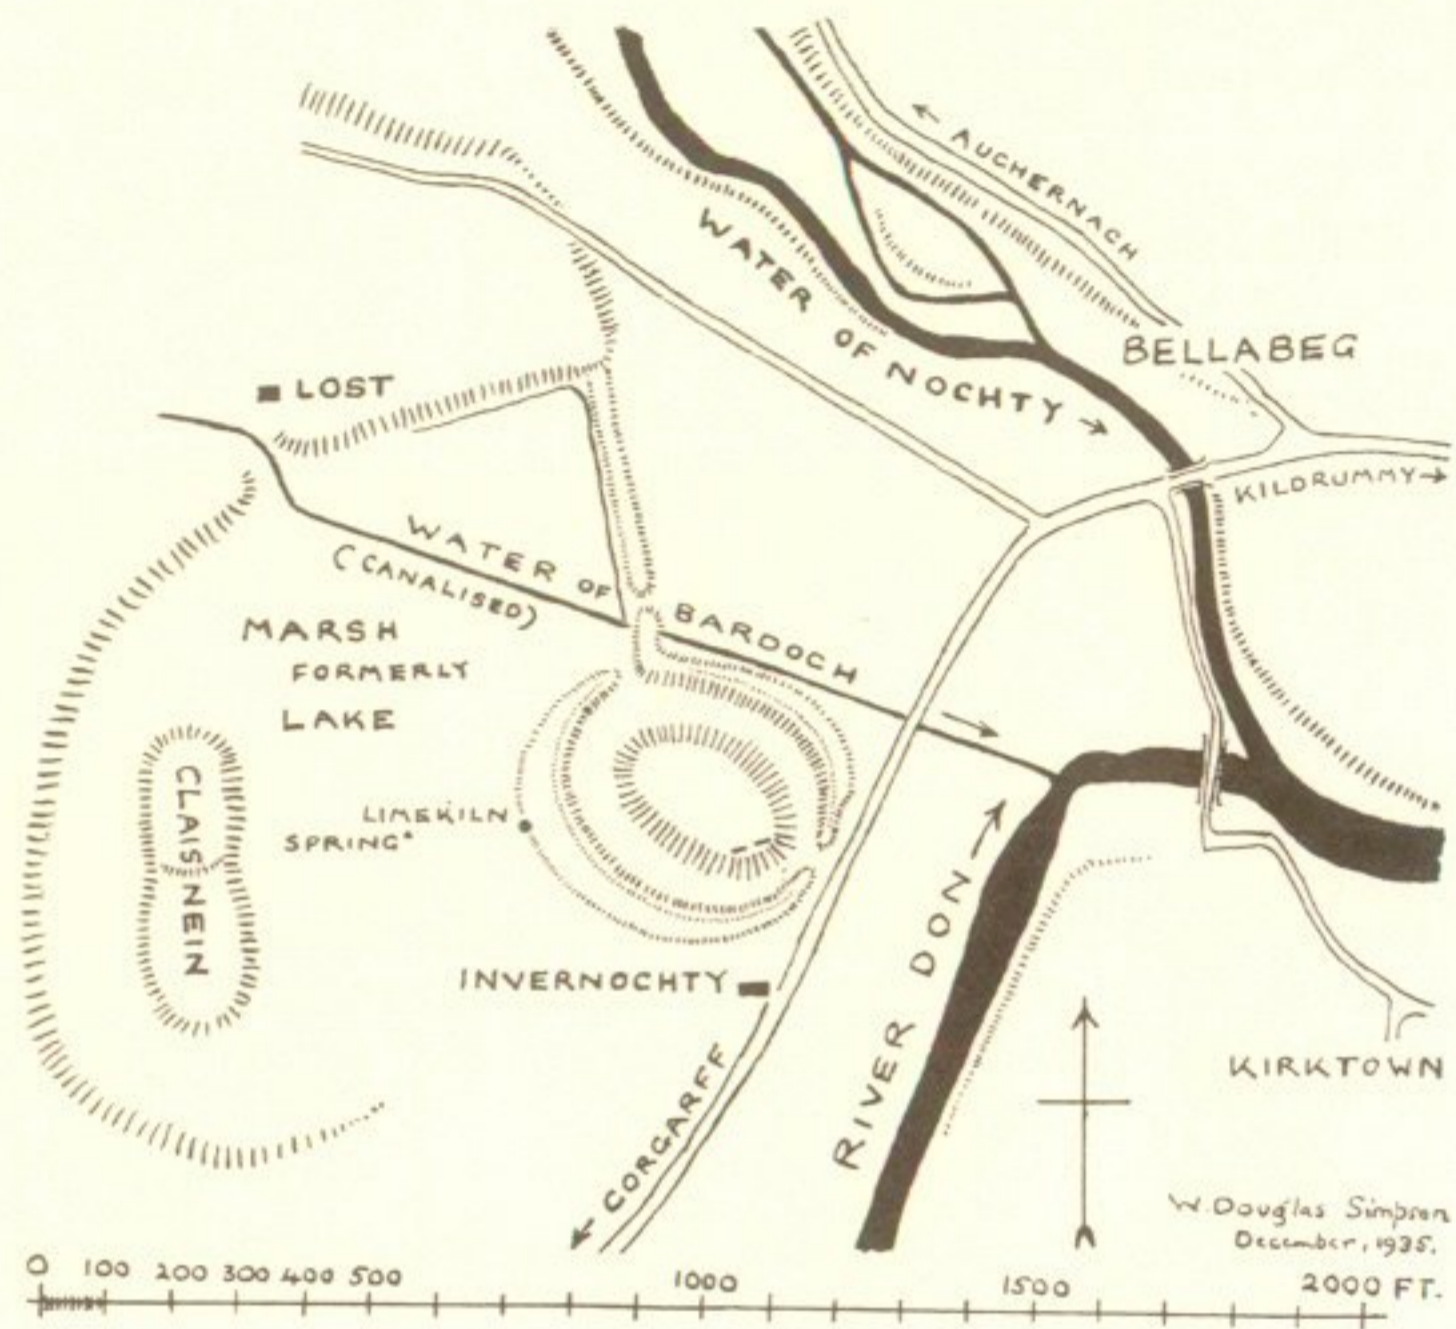 ← AUCHERNACH
WATER OF NOCHTY →
BELLABEG
LOST
KILDRUMMY →
WATER OF BARDOCH
(CANALISED)
MARSH
FORMERLY
LAKE
CLAISNEIN
LIMEKILN
SPRING
INVERNOCHTY
RIVER DON →
← CORGARFF
KIRKTOWN
W. Douglas Simpson
December, 1935.
0 100 200 300 400 500 1000 1500 2000 FT.